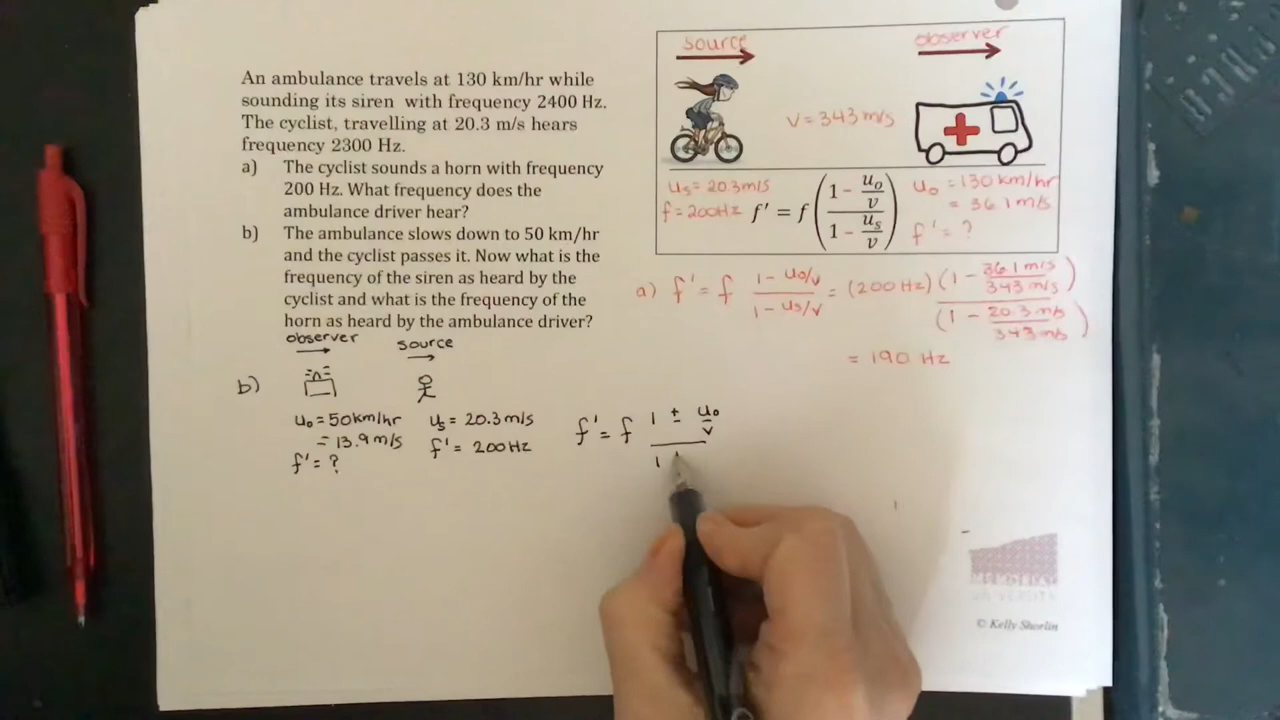 An ambulance travels at 130 km/hr while
sounding its siren with frequency 2400 Hz.
The cyclist, travelling at 20.3 m/s hears
frequency 2300 Hz.
a) The cyclist sounds a horn with frequency
200 Hz. What frequency does the
ambulance driver hear?
b) The ambulance slows down to 50 km/hr
and the cyclist passes it. Now what is the
frequency of the siren as heard by the
cyclist and what is the frequency of the
horn as heard by the ambulance driver?
source observer
v = 343 m/s
us = 20.3 m/s
f = 200Hz
f' = f (1 - uo/v / 1 - us/v)
uo = 130 km/hr
= 36.1 m/s
f' = ?
a) f' = f 1 - uo/v / 1 - us/v = (200 Hz) (1 - 36.1 m/s / 343 m/s) / (1 - 20.3 m/s / 343 m/s)
= 190 Hz
observer source
b)
uo = 50 km/hr us = 20.3 m/s
= 13.9 m/s f' = 200 Hz
f' = ?
f' = f 1 ± uo/v
1
© Kelly Shorlin